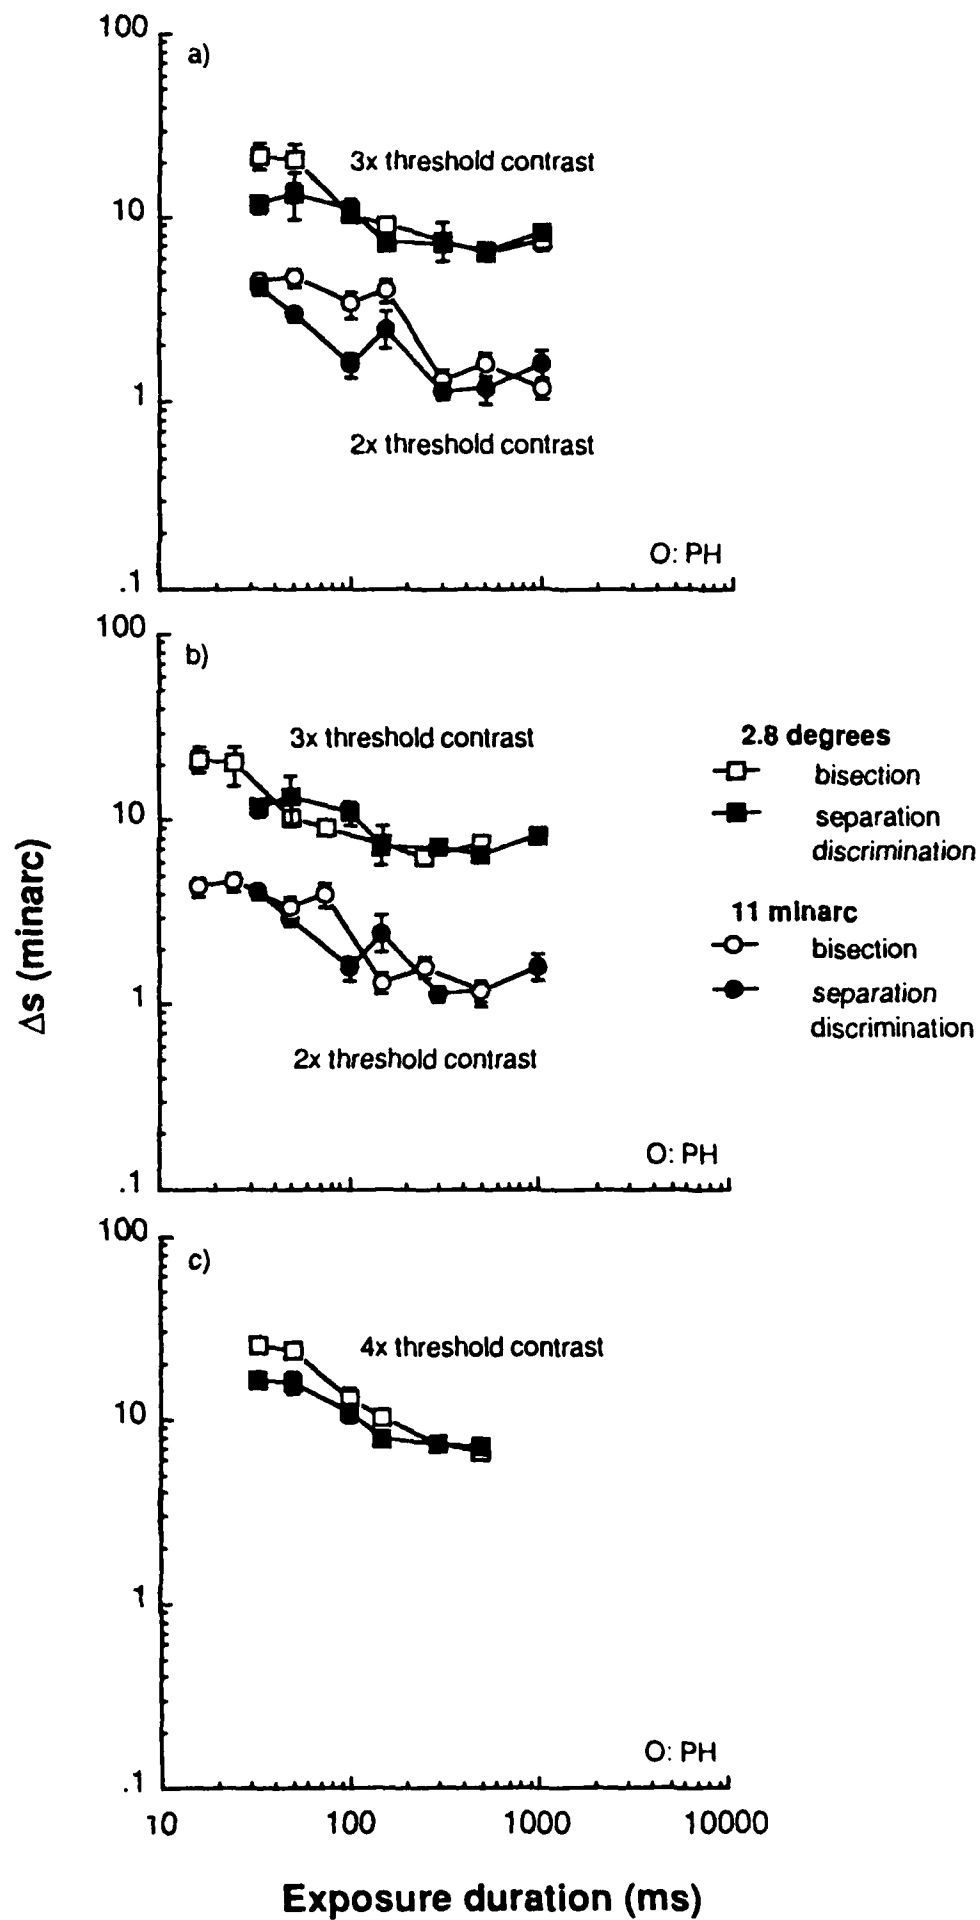 100
a)
3x threshold contrast
10
1
2x threshold contrast
O: PH
.1
100
b)
3x threshold contrast
10
1
2x threshold contrast
O: PH
.1
2.8 degrees
bisection
separation
discrimination
11 minarc
bisection
separation
discrimination
Δs (minarc)
100
c)
4x threshold contrast
10
1
O: PH
.1
10 100 1000 10000
Exposure duration (ms)